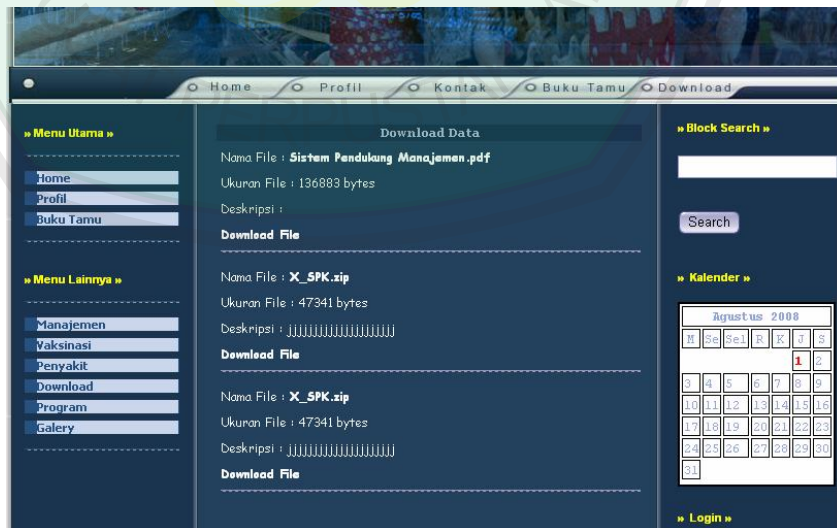 Home Profil Kontak Buku Tamu Download
» Menu Utama »
Home
Profil
Buku Tamu
» Menu Lainnya »
Manajemen
Vaksinasi
Penyakit
Download
Program
Galery
Download Data
Nama File : Sistem Pendukung Manajemen.pdf
Ukuran File : 136883 bytes
Deskripsi :
Download File
Nama File : X_SPK.zip
Ukuran File : 47341 bytes
Deskripsi : jjjjjjjjjjjjjjjjjjjjj
Download File
Nama File : X_SPK.zip
Ukuran File : 47341 bytes
Deskripsi : jjjjjjjjjjjjjjjjjjjjj
Download File
» Block Search »
Search
» Kalender »
Agustus 2008
M Se Sel R K J S
1 2
3 4 5 6 7 8 9
10 11 12 13 14 15 16
17 18 19 20 21 22 23
24 25 26 27 28 29 30
31
» Login »